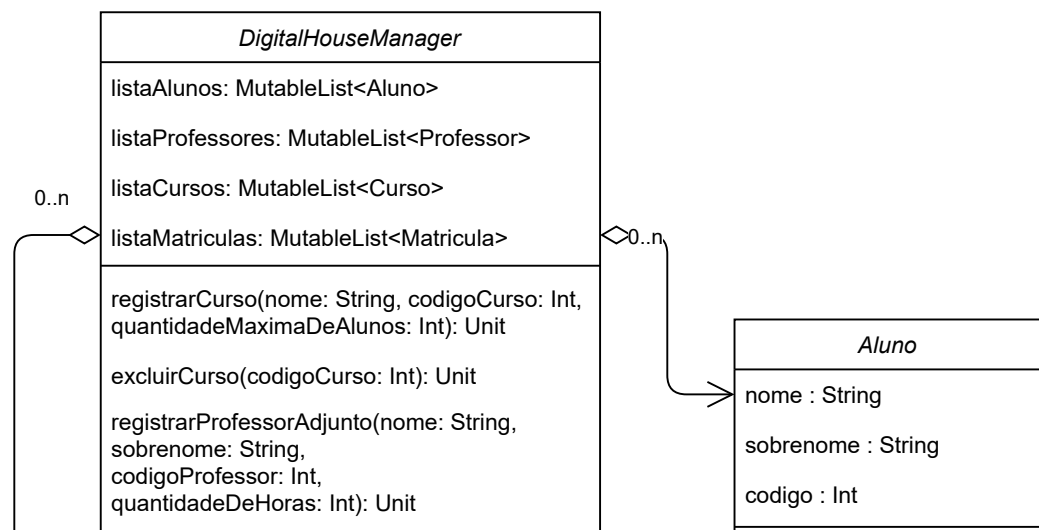 DigitalHouseManager
listaAlunos: MutableList<Aluno>
listaProfessores: MutableList<Professor>
listaCursos: MutableList<Curso>
listaMatriculas: MutableList<Matricula>
0..n
0..n
registrarCurso(nome: String, codigoCurso: Int,
quantidadeMaximaDeAlunos: Int): Unit
excluirCurso(codigoCurso: Int): Unit
registrarProfessorAdjunto(nome: String,
sobrenome: String,
codigoProfessor: Int,
quantidadeDeHoras: Int): Unit
Aluno
nome : String
sobrenome : String
codigo : Int